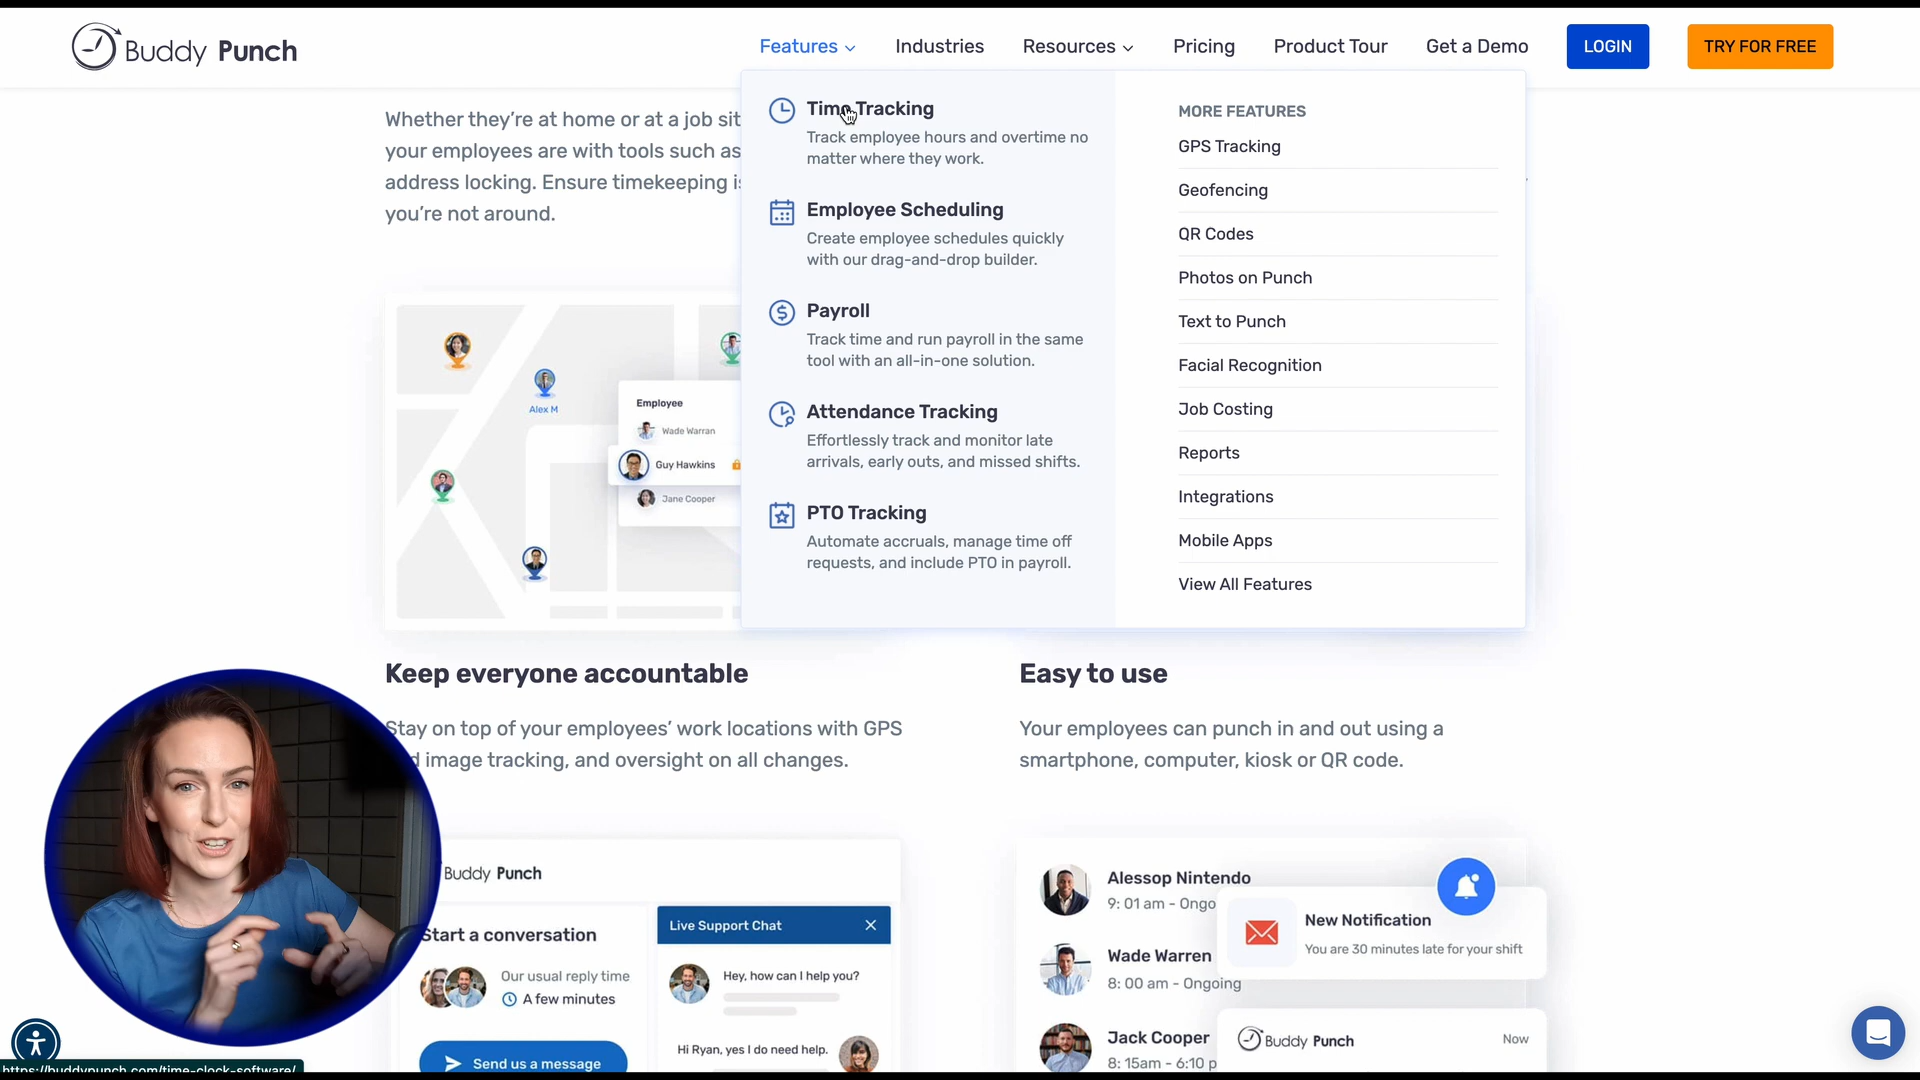 Buddy Punch
Features
Industries
Resources
Pricing
Product Tour
Get a Demo
LOGIN
TRY FOR FREE
Whether they're at home or at a job sit
your employees are with tools such as
address locking. Ensure timekeeping is
you're not around.
Time Tracking
Track employee hours and overtime no
matter where they work.
Employee Scheduling
Create employee schedules quickly
with our drag-and-drop builder.
Payroll
Track time and run payroll in the same
tool with an all-in-one solution.
Attendance Tracking
Effortlessly track and monitor late
arrivals, early outs, and missed shifts.
PTO Tracking
Automate accruals, manage time off
requests, and include PTO in payroll.
MORE FEATURES
GPS Tracking
Geofencing
QR Codes
Photos on Punch
Text to Punch
Facial Recognition
Job Costing
Reports
Integrations
Mobile Apps
View All Features
Alex M
Employee
Wade Warran
Guy Hawkins
Jane Cooper
Keep everyone accountable
Stay on top of your employees' work locations with GPS
image tracking, and oversight on all changes.
Easy to use
Your employees can punch in and out using a
smartphone, computer, kiosk or QR code.
Buddy Punch
Start a conversation
Our usual reply time
A few minutes
Send us a message
Live Support Chat
Hey, how can I help you?
Hi Ryan, yes I do need help.
Alessop Nintendo
9: 01 am - Ongo
Wade Warren
8: 00 am - Ongoing
Jack Cooper
8: 15am - 6:10 p
New Notification
You are 30 minutes late for your shift
Buddy Punch
Now
https://buddypunch.com/time-clock-software/